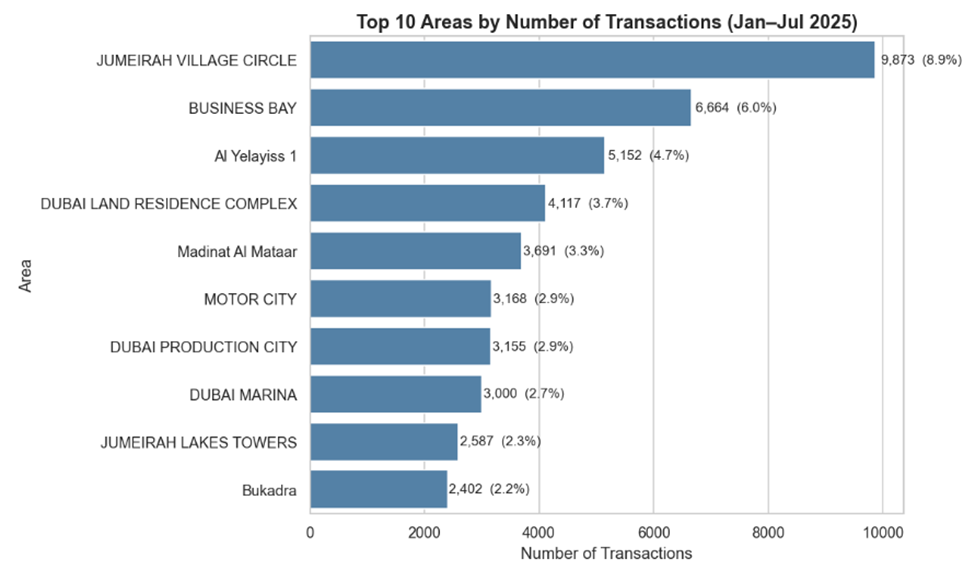 Top 10 Areas by Number of Transactions (Jan–Jul 2025)
JUMEIRAH VILLAGE CIRCLE 9,873 (8.9%)
BUSINESS BAY 6,664 (6.0%)
Al Yelayiss 1 5,152 (4.7%)
DUBAI LAND RESIDENCE COMPLEX 4,117 (3.7%)
Madinat Al Mataar 3,691 (3.3%)
MOTOR CITY 3,168 (2.9%)
DUBAI PRODUCTION CITY 3,155 (2.9%)
DUBAI MARINA 3,000 (2.7%)
JUMEIRAH LAKES TOWERS 2,587 (2.3%)
Bukadra 2,402 (2.2%)
Area
0 2000 4000 6000 8000 10000
Number of Transactions